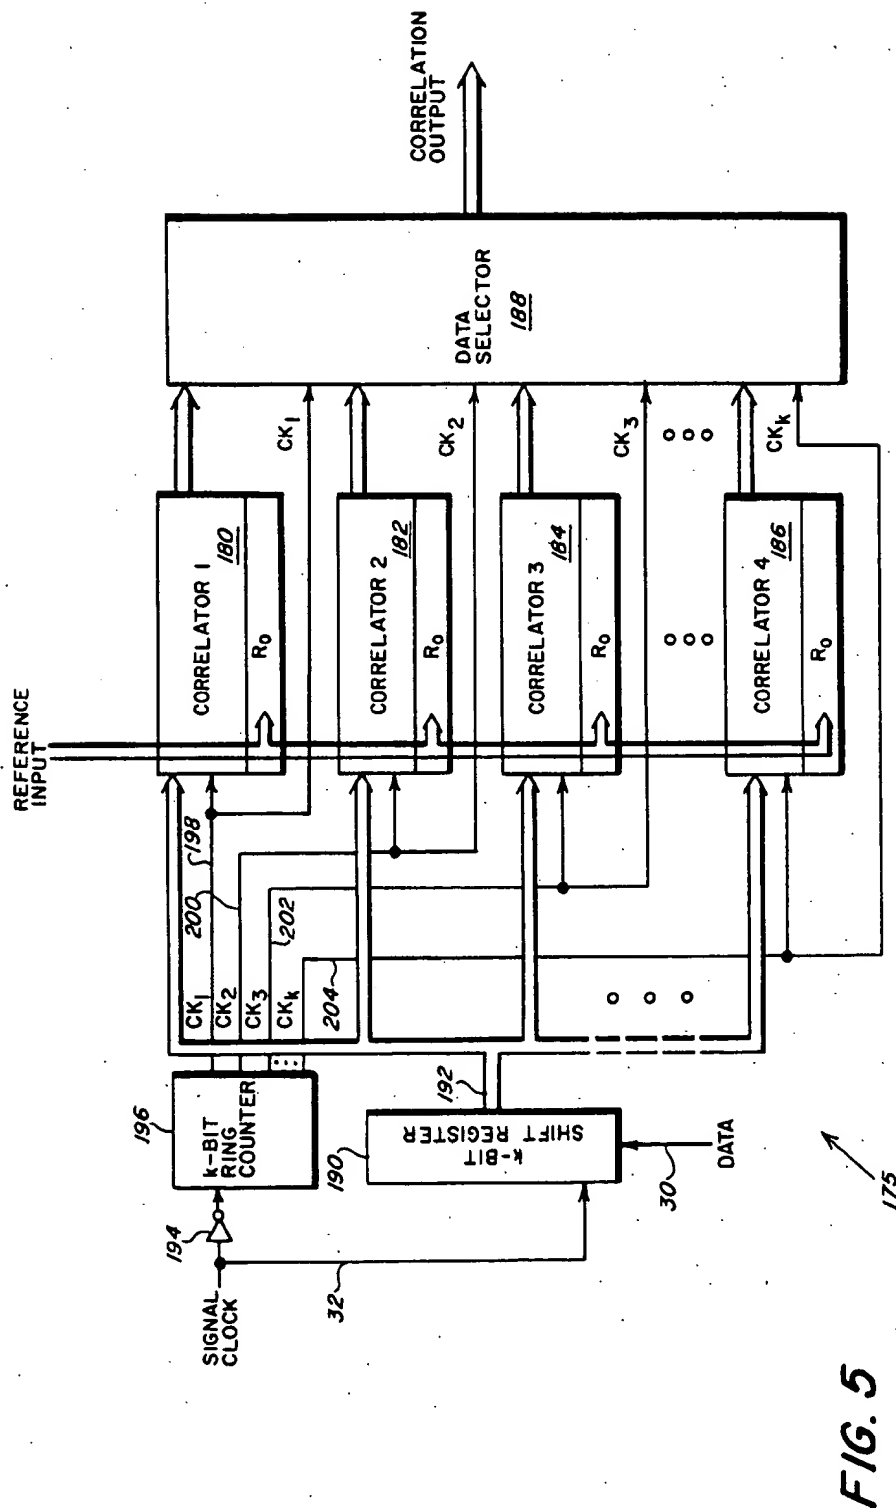 REFERENCE
INPUT
CORRELATION
OUTPUT
SIGNAL
CLOCK
194
196
k-BIT
RING
COUNTER
CK1
CK2
CK3
CKk
198
200
202
204
CORRELATOR 1
180
R0
CK1
CORRELATOR 2
182
R0
CK2
CORRELATOR 3
184
R0
CK3
CORRELATOR 4
186
R0
CKk
DATA
SELECTOR
188
32
190
k-BIT
SHIFT REGISTER
192
30
DATA
175
FIG. 5